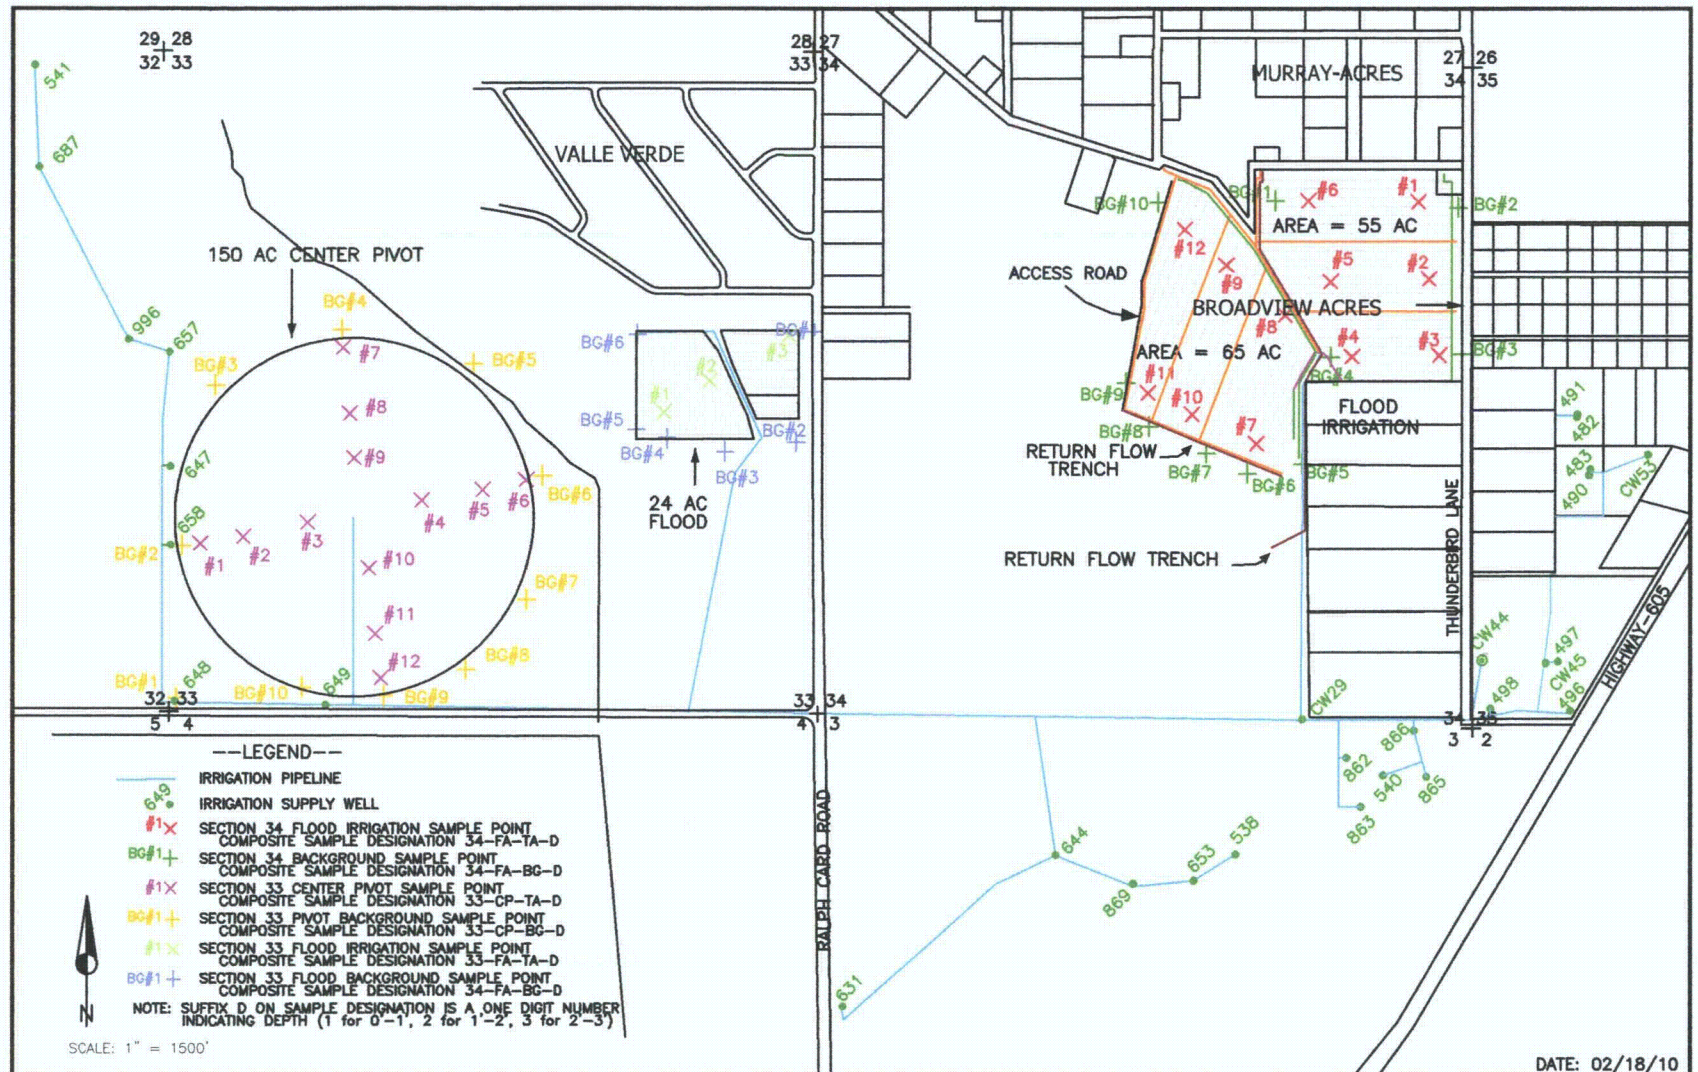 29 28
32 33
28 27
33 34
27 26
34 35
541
687
996
657
647
658
648
649
MURRAY-ACRES
VALLE VERDE
150 AC CENTER PIVOT
BG#4
BG#3
BG#5
BG#6
BG#2
BG#7
BG#8
BG#1
BG#10
BG#9
#7
#8
#9
#6
#5
#4
#3
#2
#1
#10
#11
#12
BG#6
BG#1
BG#5
BG#4
BG#3
BG#2
#1
#2
#3
24 AC
FLOOD
BG#10
BG#1
BG#2
#6
#1
AREA = 55 AC
#12
#5
#2
#9
ACCESS ROAD
BROADVIEW ACRES
#8
#4
#3
BG#3
AREA = 65 AC
BG#4
#11
BG#9
#10
FLOOD
IRRIGATION
BG#8
#7
RETURN FLOW
TRENCH
BG#7
BG#6
BG#5
RETURN FLOW TRENCH
491
482
483
490
CW53
THUNDERBIRD LANE
HIGHWAY-605
CW44
497
CW45
496
498
CW29
32 33
5 4
33 34
4 3
34 35
3 2
866
862
540
865
863
644
538
653
869
631
RALPH CARD ROAD
--LEGEND--
IRRIGATION PIPELINE
649 IRRIGATION SUPPLY WELL
#1 SECTION 34 FLOOD IRRIGATION SAMPLE POINT
COMPOSITE SAMPLE DESIGNATION 34-FA-TA-D
BG#1 SECTION 34 BACKGROUND SAMPLE POINT
COMPOSITE SAMPLE DESIGNATION 34-FA-BG-D
#1 SECTION 33 CENTER PIVOT SAMPLE POINT
COMPOSITE SAMPLE DESIGNATION 33-CP-TA-D
BG#1 SECTION 33 PIVOT BACKGROUND SAMPLE POINT
COMPOSITE SAMPLE DESIGNATION 33-CP-BG-D
#1 SECTION 33 FLOOD IRRIGATION SAMPLE POINT
COMPOSITE SAMPLE DESIGNATION 33-FA-TA-D
BG#1 SECTION 33 FLOOD BACKGROUND SAMPLE POINT
COMPOSITE SAMPLE DESIGNATION 34-FA-BG-D
NOTE: SUFFIX D ON SAMPLE DESIGNATION IS A ONE DIGIT NUMBER
INDICATING DEPTH (1 for 0'-1', 2 for 1'-2', 3 for 2'-3')
N
SCALE: 1" = 1500'
DATE: 02/18/10